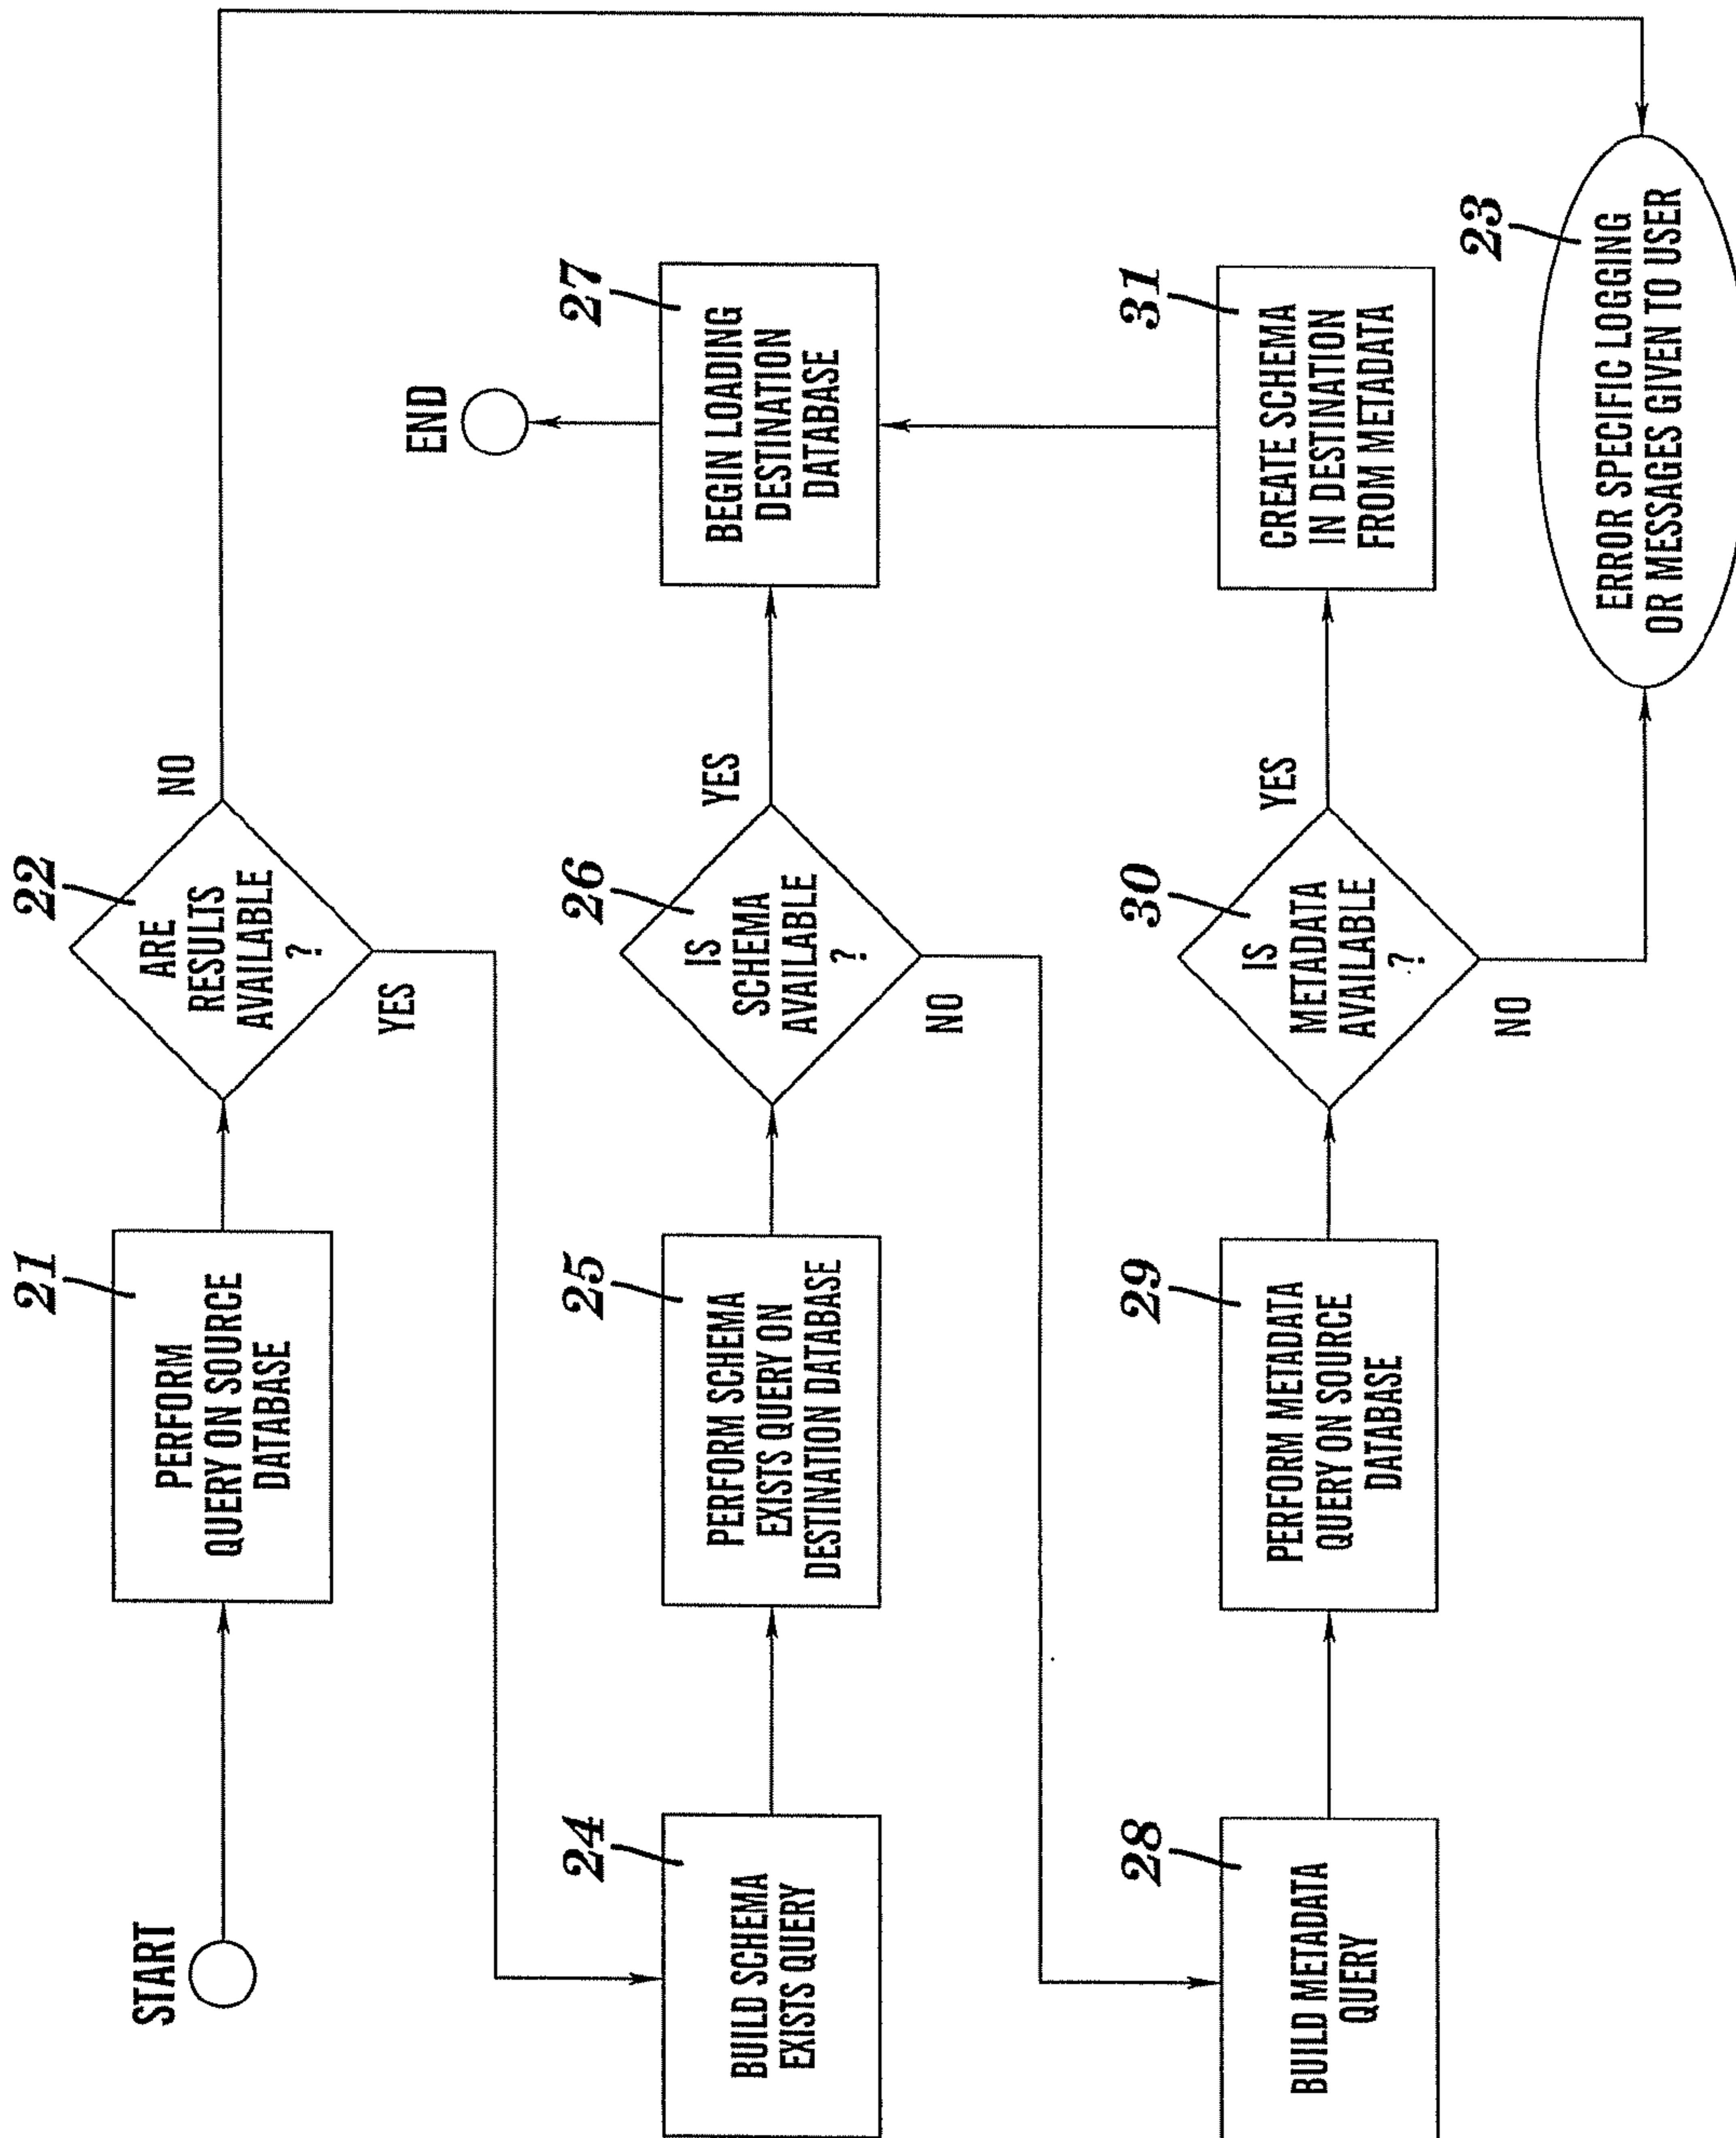 START
21
PERFORM
QUERY ON SOURCE
DATABASE
22
ARE
RESULTS
AVAILABLE
?
NO
YES
24
BUILD SCHEMA
EXISTS QUERY
25
PERFORM SCHEMA
EXISTS QUERY ON
DESTINATION DATABASE
26
IS
SCHEMA
AVAILABLE
?
YES
NO
27
BEGIN LOADING
DESTINATION
DATABASE
END
28
BUILD METADATA
QUERY
29
PERFORM METADATA
QUERY ON SOURCE
DATABASE
30
IS
METADATA
AVAILABLE
?
YES
NO
31
CREATE SCHEMA
IN DESTINATION
FROM METADATA
23
ERROR SPECIFIC LOGGING
OR MESSAGES GIVEN TO USER